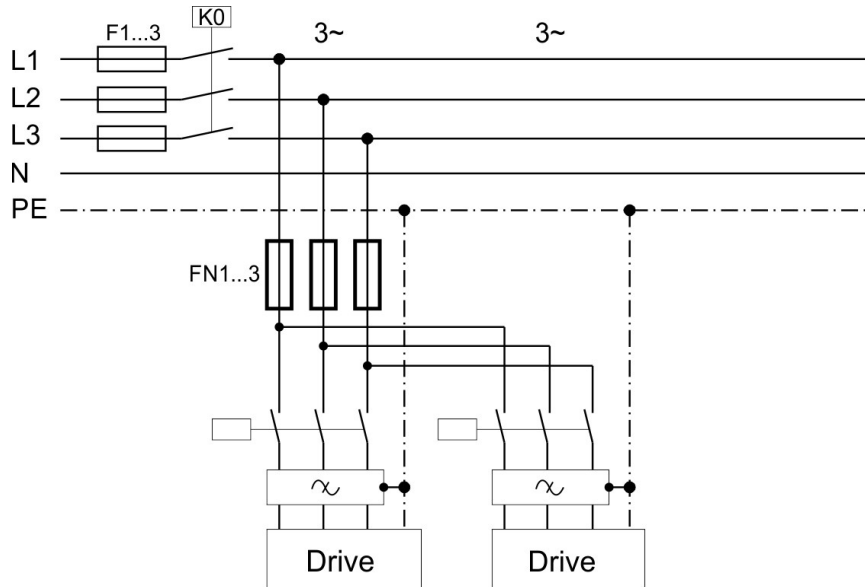 K0
F1...3
3~
3~
L1
L2
L3
N
PE
FN1...3
Drive
Drive